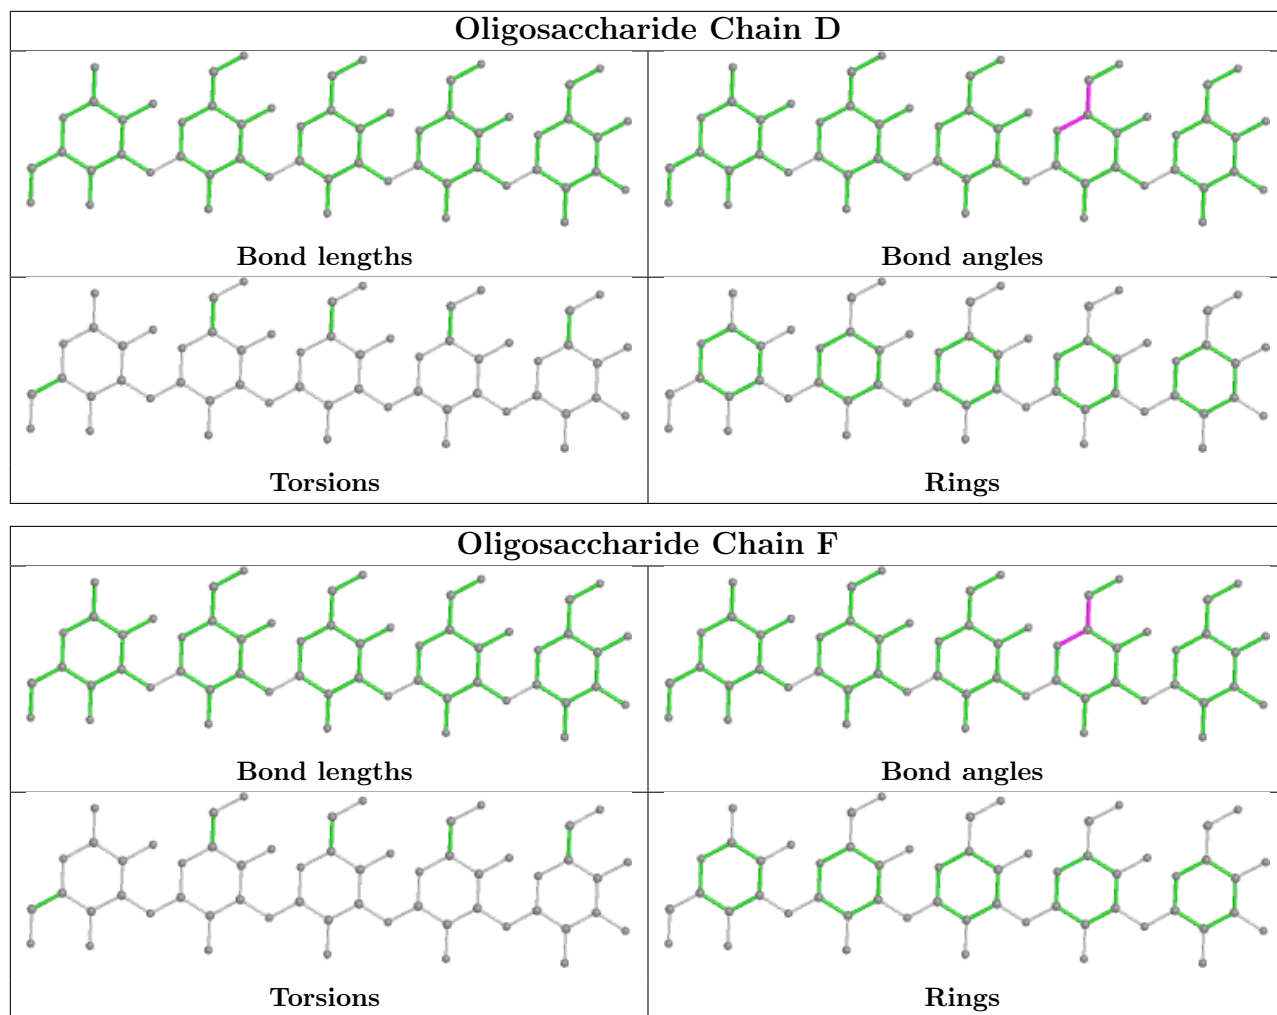 Oligosaccharide Chain D
Bond lengths
Bond angles
Torsions
Rings
Oligosaccharide Chain F
Bond lengths
Bond angles
Torsions
Rings